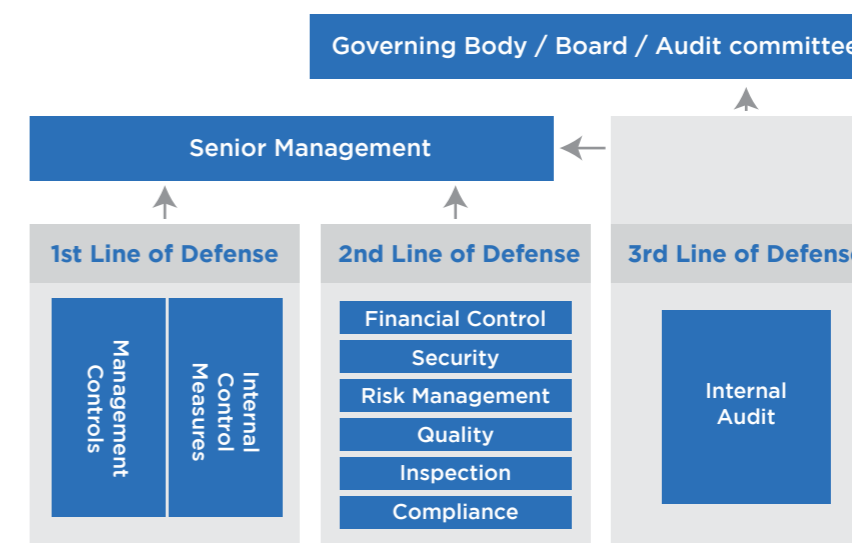 Governing Body / Board / Audit committee
Senior Management
1st Line of Defense
2nd Line of Defense
3rd Line of Defense
Management
Controls
Internal
Control
Measures
Financial Control
Security
Risk Management
Quality
Inspection
Compliance
Internal
Audit